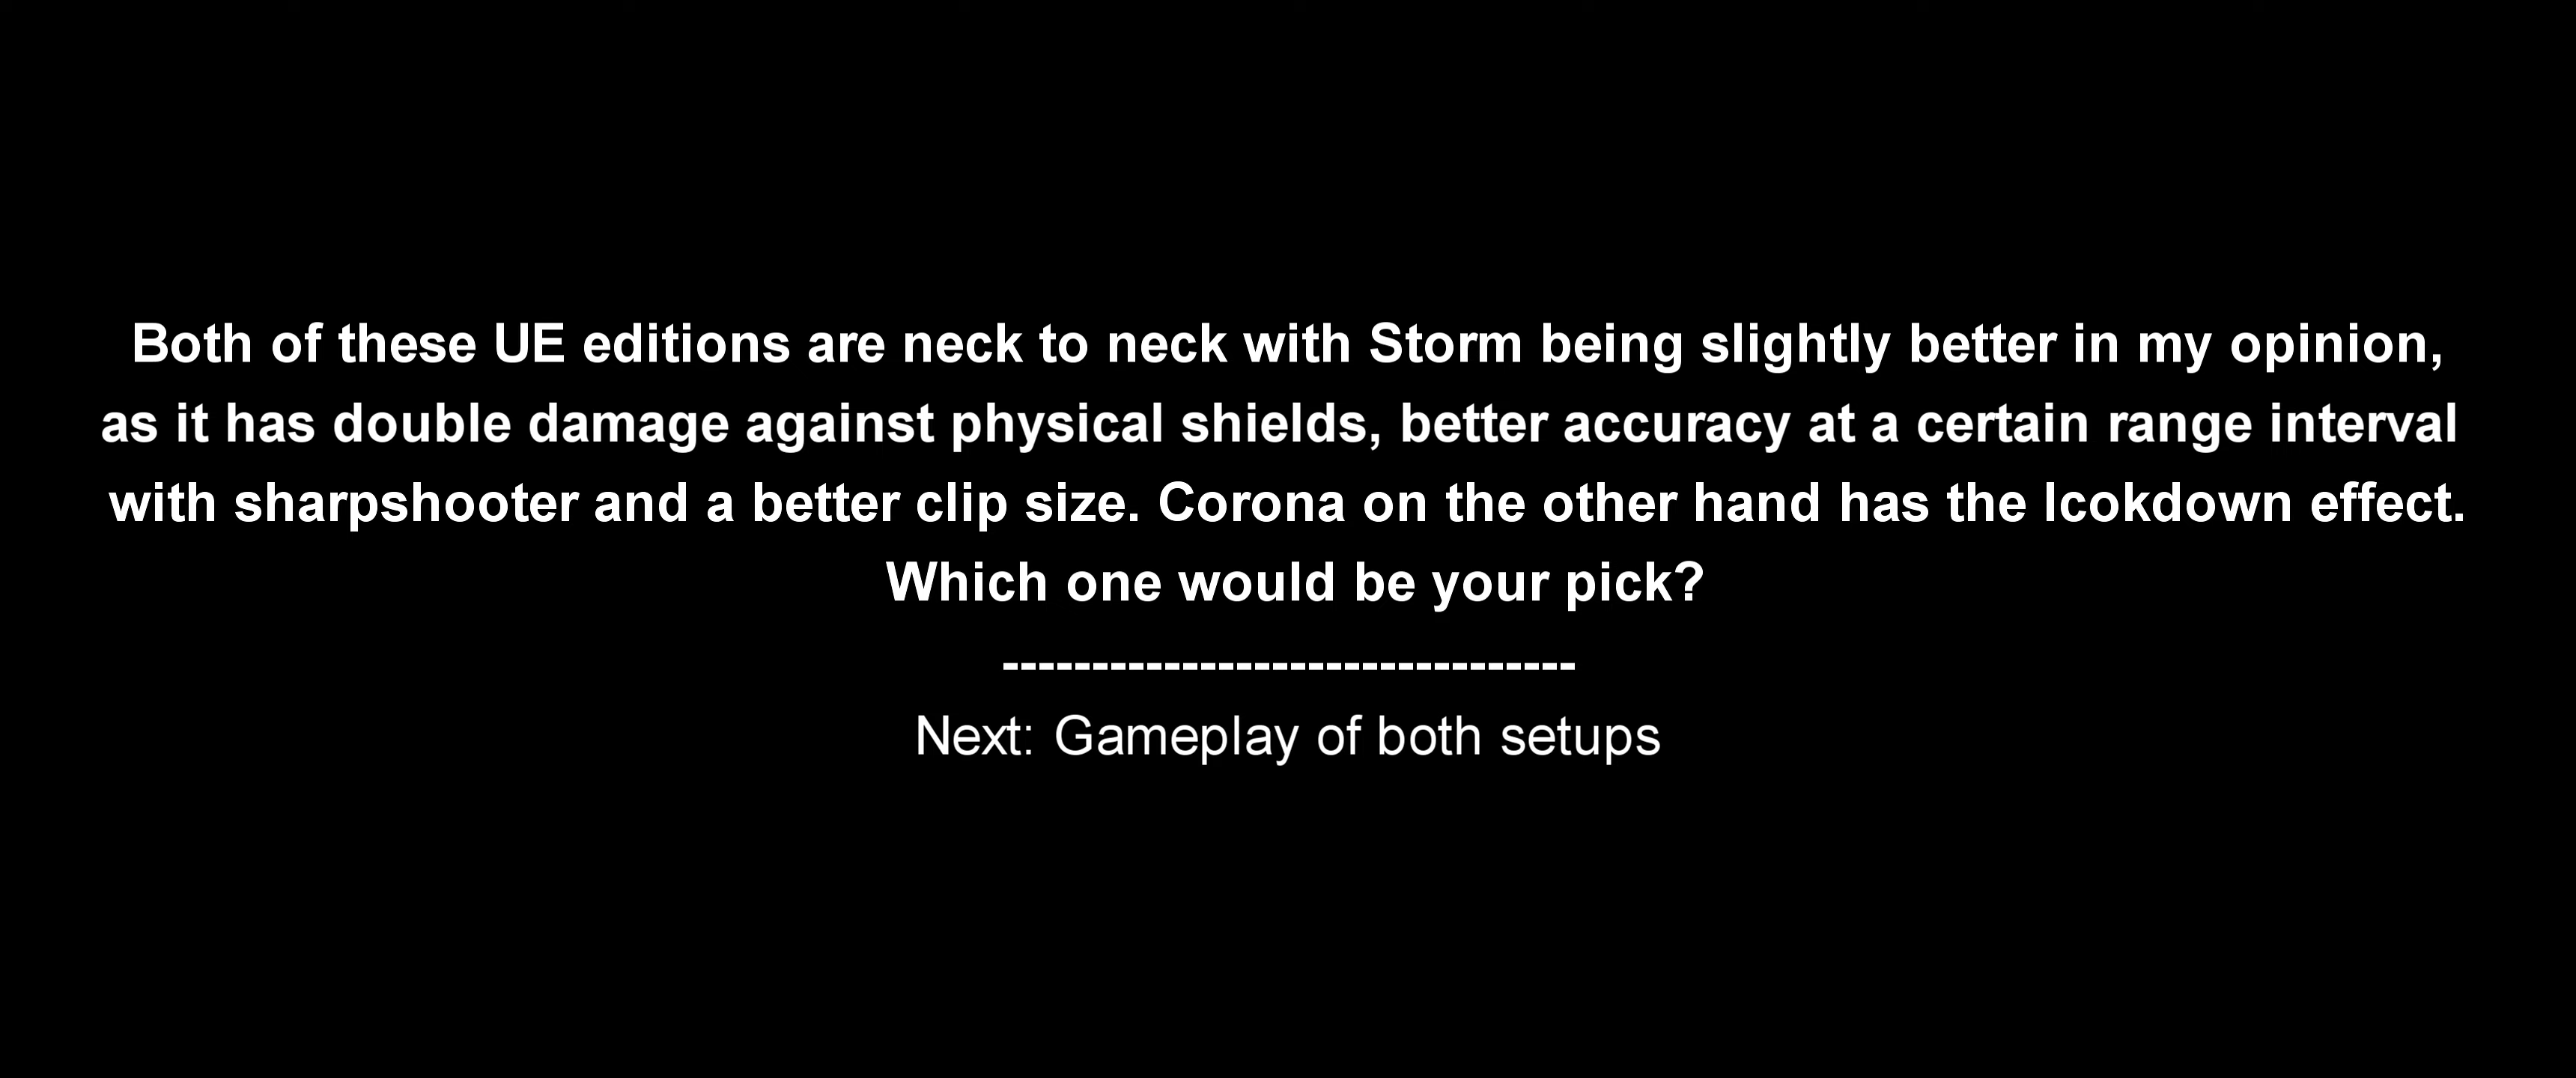 Both of these UE editions are neck to neck with Storm being slightly better in my opinion,
as it has double damage against physical shields, better accuracy at a certain range interval
with sharpshooter and a better clip size. Corona on the other hand has the lcokdown effect.
Which one would be your pick?
--------------------------------
Next: Gameplay of both setups